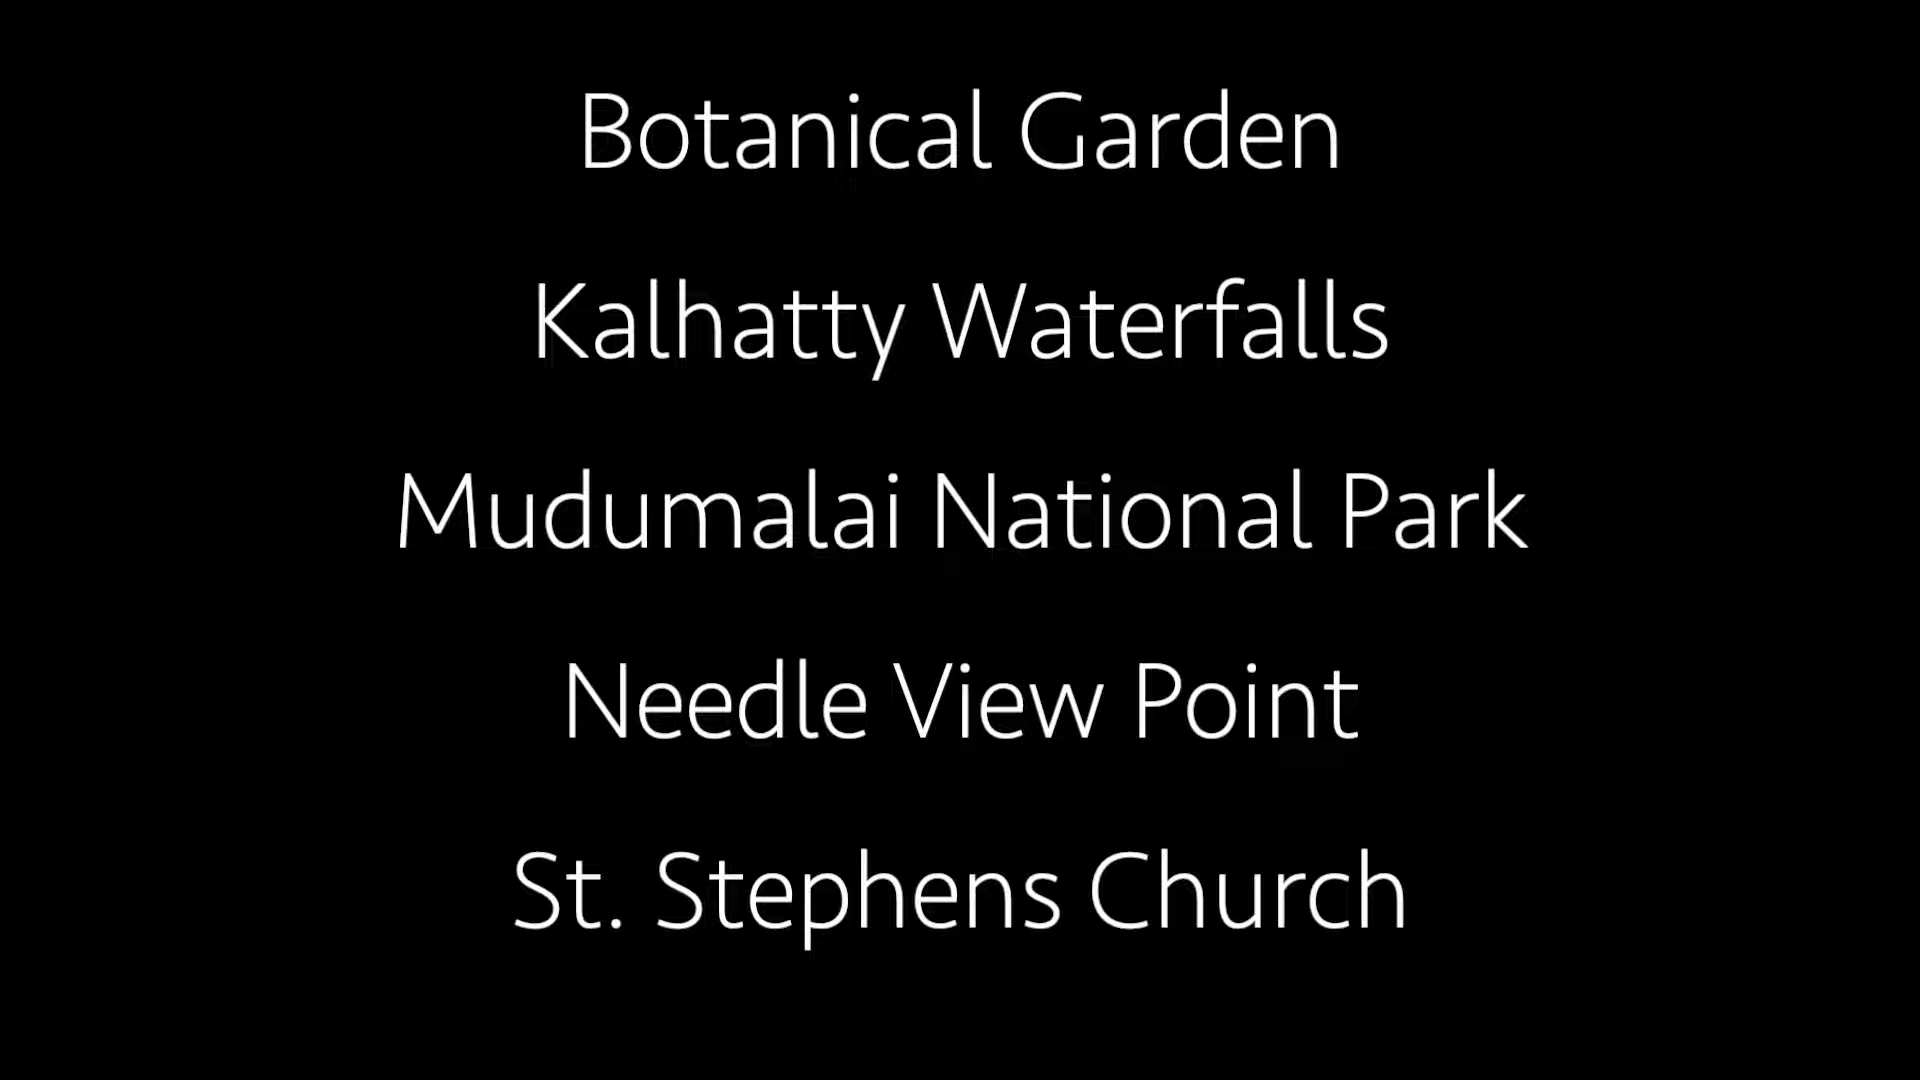 Botanical Garden
Kalhatty Waterfalls
Mudumalai National Park
Needle View Point
St. Stephens Church